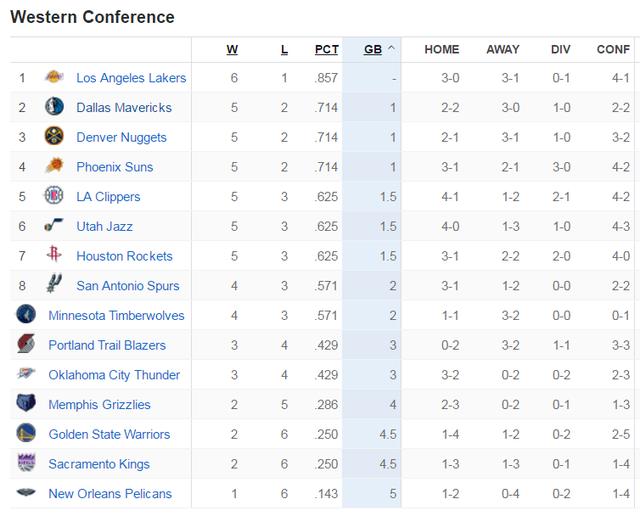 Western Conference
W L PCT GB ^ HOME AWAY DIV CONF
1 Los Angeles Lakers 6 1 .857 - 3-0 3-1 0-1 4-1
2 Dallas Mavericks 5 2 .714 1 2-2 3-0 1-0 2-2
3 Denver Nuggets 5 2 .714 1 2-1 3-1 1-0 3-2
4 Phoenix Suns 5 2 .714 1 3-1 2-1 3-0 4-2
5 LA Clippers 5 3 .625 1.5 4-1 1-2 2-1 4-2
6 Utah Jazz 5 3 .625 1.5 4-0 1-3 1-0 4-3
7 Houston Rockets 5 3 .625 1.5 3-1 2-2 2-0 4-0
8 San Antonio Spurs 4 3 .571 2 3-1 1-2 0-0 2-2
Minnesota Timberwolves 4 3 .571 2 1-1 3-2 0-0 0-1
Portland Trail Blazers 3 4 .429 3 0-2 3-2 1-1 3-3
Oklahoma City Thunder 3 4 .429 3 3-2 0-2 0-2 2-3
Memphis Grizzlies 2 5 .286 4 2-3 0-2 0-1 1-3
Golden State Warriors 2 6 .250 4.5 1-4 1-2 0-2 2-5
Sacramento Kings 2 6 .250 4.5 1-3 1-3 0-1 1-4
New Orleans Pelicans 1 6 .143 5 1-2 0-4 0-2 1-4